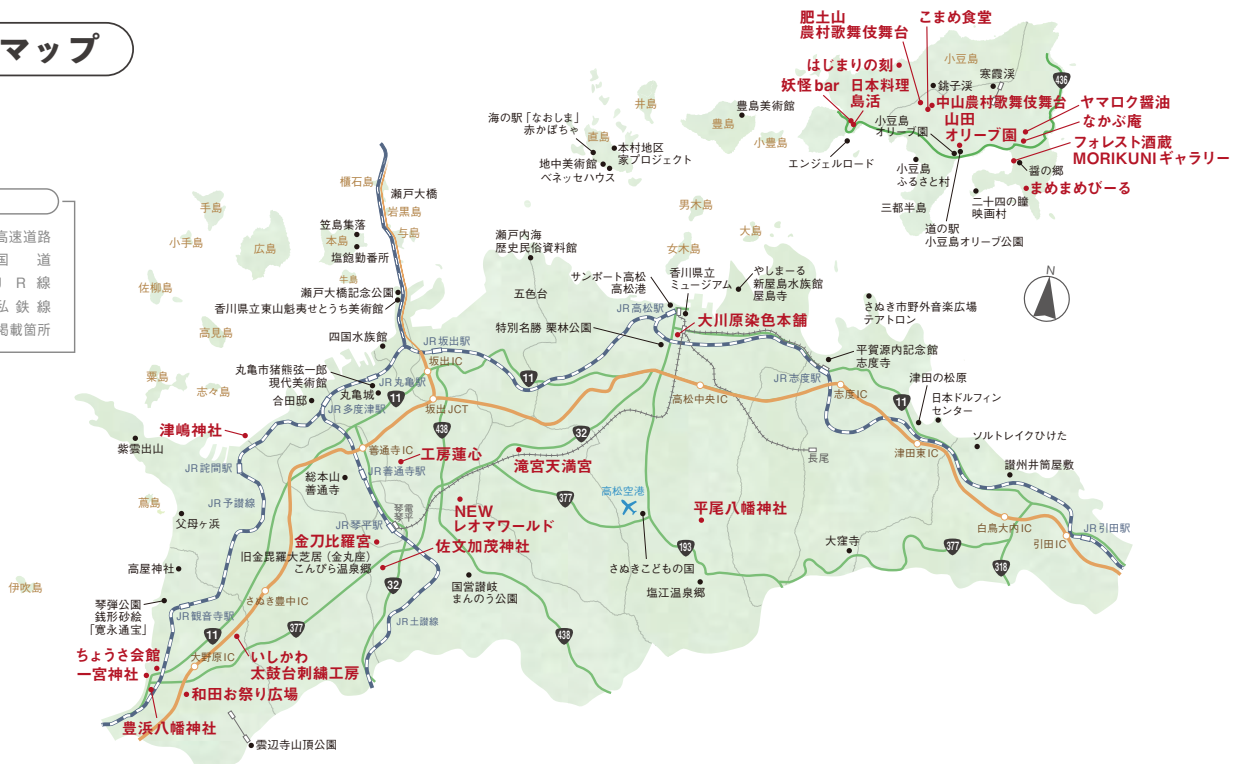 マップ
高速道路
国 道
J R 線
私鉄線
掲載箇所
肥土山
農村歌舞伎舞台
こまめ食堂
はじまりの刻
妖怪bar
日本料理
島活
小豆島
寒霞渓
銚子渓
436
中山農村歌舞伎舞台
ヤマロク醤油
山田
オリーブ園
なかぶ庵
小豆島
オリーブ園
フォレスト酒蔵
MORIKUNIギャラリー
エンジェルロード
小豆島
ふるさと村
醤の郷
まめまめびーる
三都半島
二十四の瞳
映画村
道の駅
小豆島オリーブ公園
井島
豊島美術館
海の駅「なおしま」
赤かぼちゃ
直島
豊島
小豊島
本村地区
家プロジェクト
地中美術館
ベネッセハウス
櫃石島
瀬戸大橋
岩黒島
与島
手島
小手島
広島
笠島集落
本島
塩飽勤番所
牛島
佐柳島
高見島
粟島
志々島
瀬戸大橋記念公園
香川県立東山魁夷せとうち美術館
瀬戸内海
歴史民俗資料館
五色台
男木島
女木島
大島
サンポート高松
高松港
香川県立
ミュージアム
やしまーる
新屋島水族館
屋島寺
N
さぬき市野外音楽広場
テアトロン
JR高松駅
大川原染色本舗
特別名勝 栗林公園
四国水族館
JR坂出駅
坂出IC
丸亀市猪熊弦一郎
現代美術館
JR丸亀駅
丸亀城
合田邸
11
JR多度津駅
坂出JCT
11
平賀源内記念館
志度寺
JR志度駅
志度IC
高松中央IC
津田の松原
11
日本ドルフィン
センター
津田東IC
ソルトレイクひけた
讃州井筒屋敷
長尾
津嶋神社
紫雲出山
438
32
善通寺IC
工房蓮心
JR善通寺駅
滝宮天満宮
JR詫間駅
総本山
善通寺
JR予讃線
蔦島
父母ヶ浜
琴電
琴平
JR琴平駅
NEW
レオマワールド
377
高松空港
平尾八幡神社
金刀比羅宮
旧金毘羅大芝居(金丸座)
こんぴら温泉郷
佐文加茂神社
193
さぬきこどもの国
塩江温泉郷
大窪寺
377
318
白鳥大内IC
引田IC
JR引田駅
高屋神社
伊吹島
32
国営讃岐
まんのう公園
さぬき豊中IC
琴弾公園
銭形砂絵
「寛永通宝」
JR観音寺駅
11
377
JR土讃線
438
ちょうさ会館
一宮神社
大野原IC
いしかわ
太鼓台刺繍工房
和田お祭り広場
豊浜八幡神社
雲辺寺山頂公園